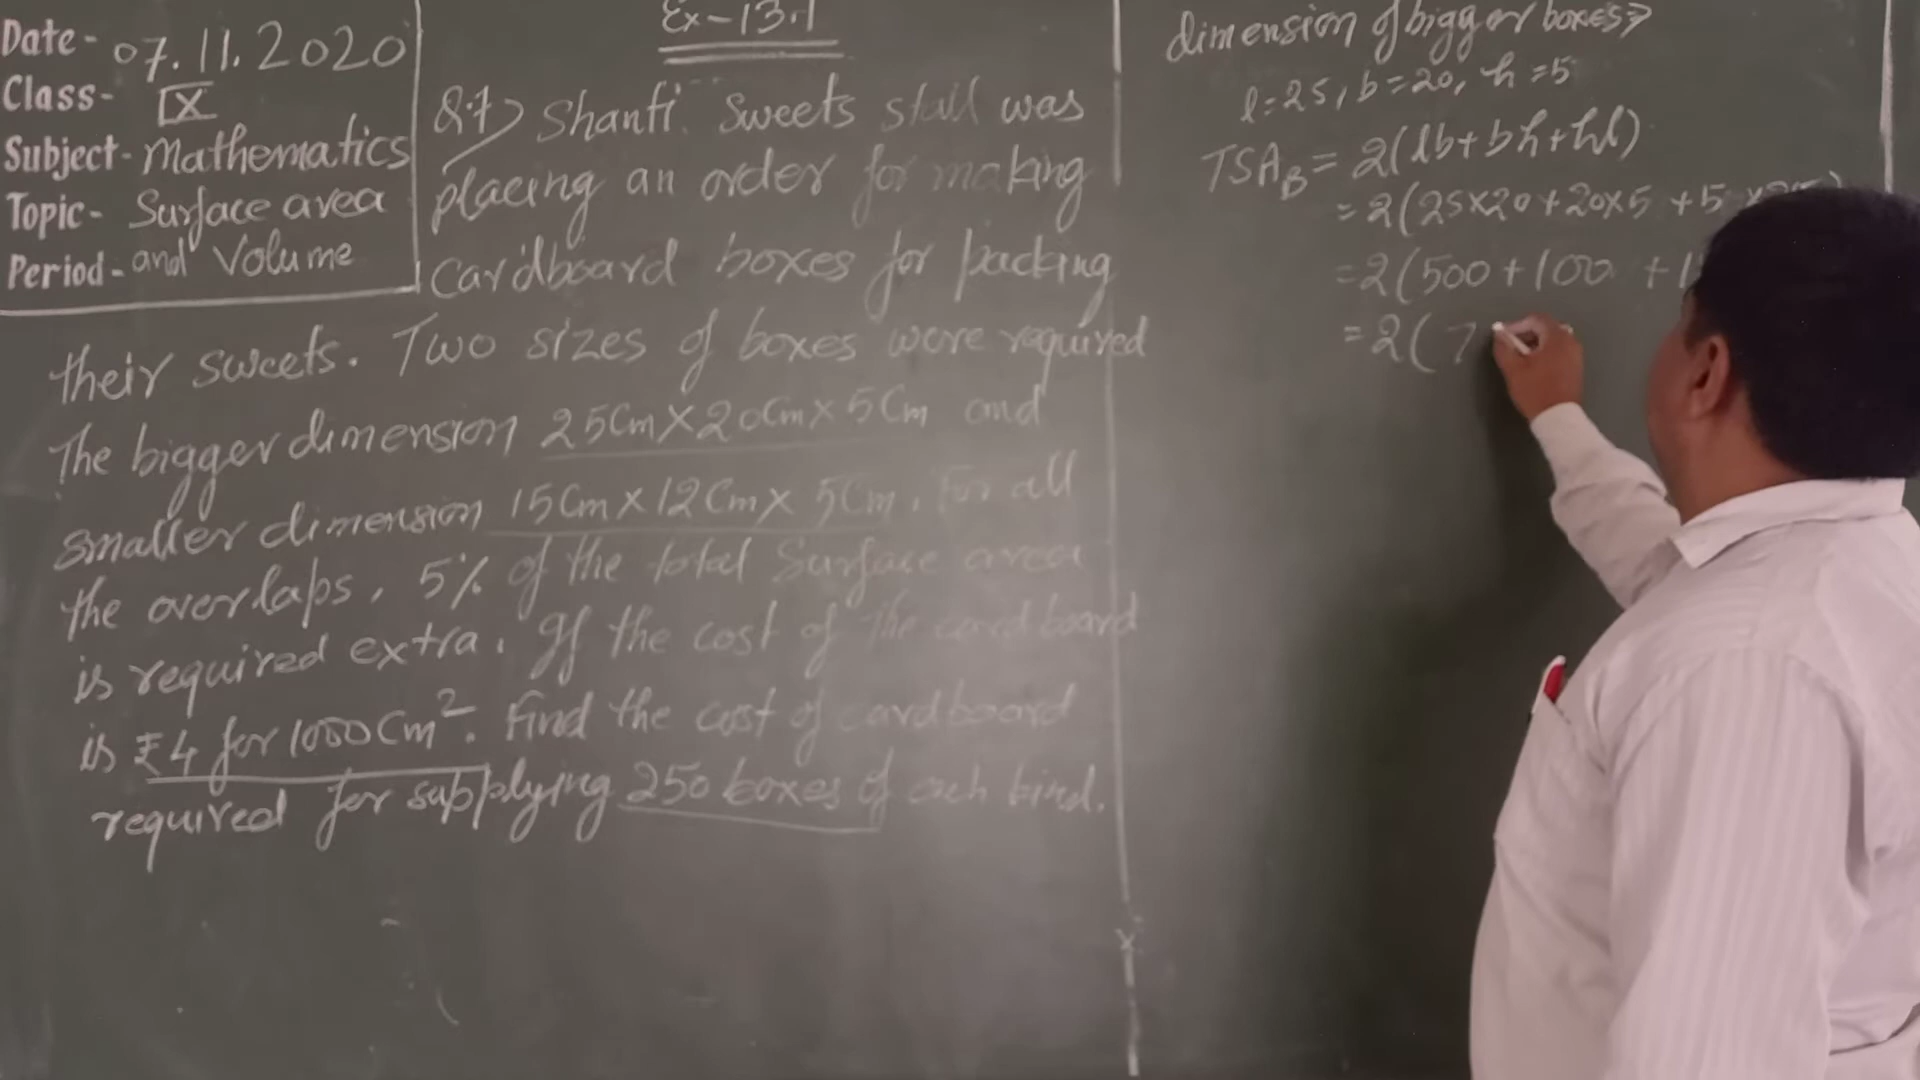 Date - 07.11.2020
Class - IX
Subject - Mathematics
Topic - Surface area
Period - and Volume
Ex-13.1
Q.7) Shanti Sweets stall was
placing an order for making
cardboard boxes for packing
their sweets. Two sizes of boxes were required
The bigger dimension 25Cm X 20Cm X 5Cm and
smaller dimension 15Cm X 12Cm X 5Cm. For all
the overlaps, 5% of the total Surface area
is required extra. If the cost of the cardboard
is ₹4 for 1000 Cm². Find the cost of cardboard
required for supplying 250 boxes of each kind.
dimension of bigger boxes ⇒
l=25, b=20, h=5
TSA_B = 2(lb+bh+hl)
= 2(25×20+20×5+5
= 2(500+100 +1
= 2(7